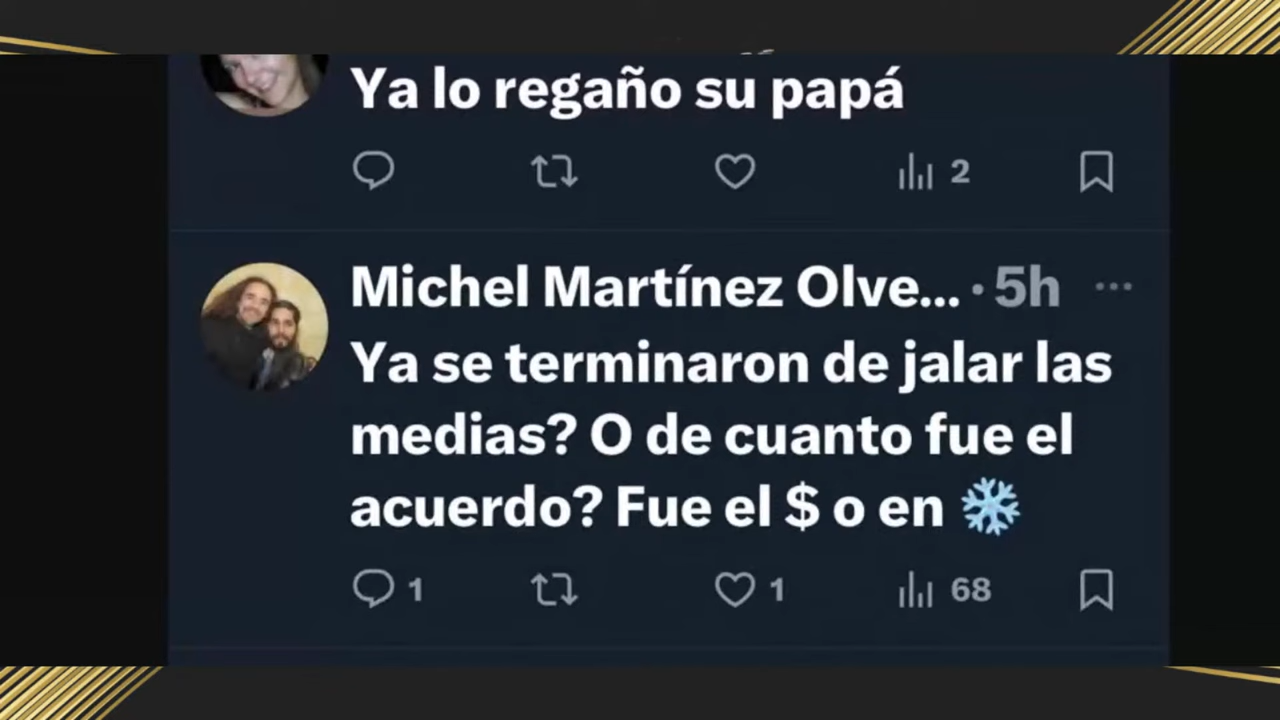 Ya lo regaño su papá
2
Michel Martínez Olve... · 5h ...
Ya se terminaron de jalar las
medias? O de cuanto fue el
acuerdo? Fue el $ o en ❄️
1 1 68